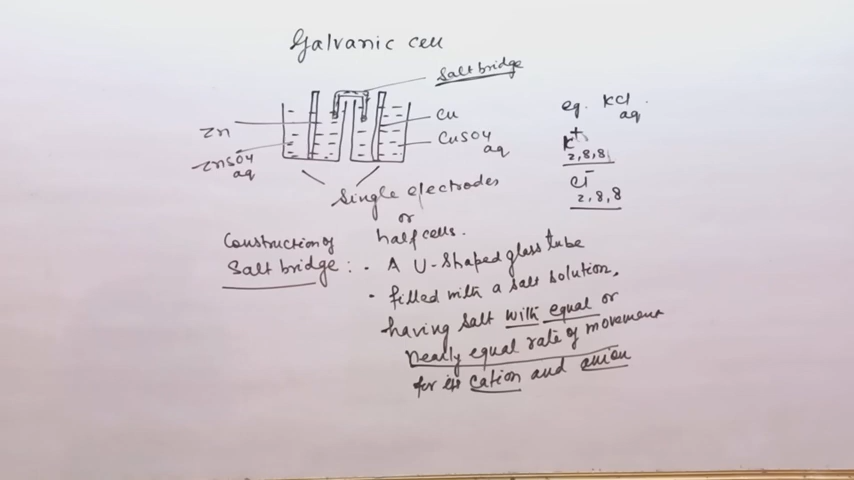 Galvanic cell
Salt bridge
Zn
Cu
ZnSO4
aq
CuSO4
aq
eg. KCl
aq
K+
2,8,8
Cl-
2,8,8
Single electrodes
or
half cells.
Construction of
Salt bridge : • A U-Shaped glass tube
• filled with a salt solution,
having salt with equal or
nearly equal rate of movement
for its cation and anion